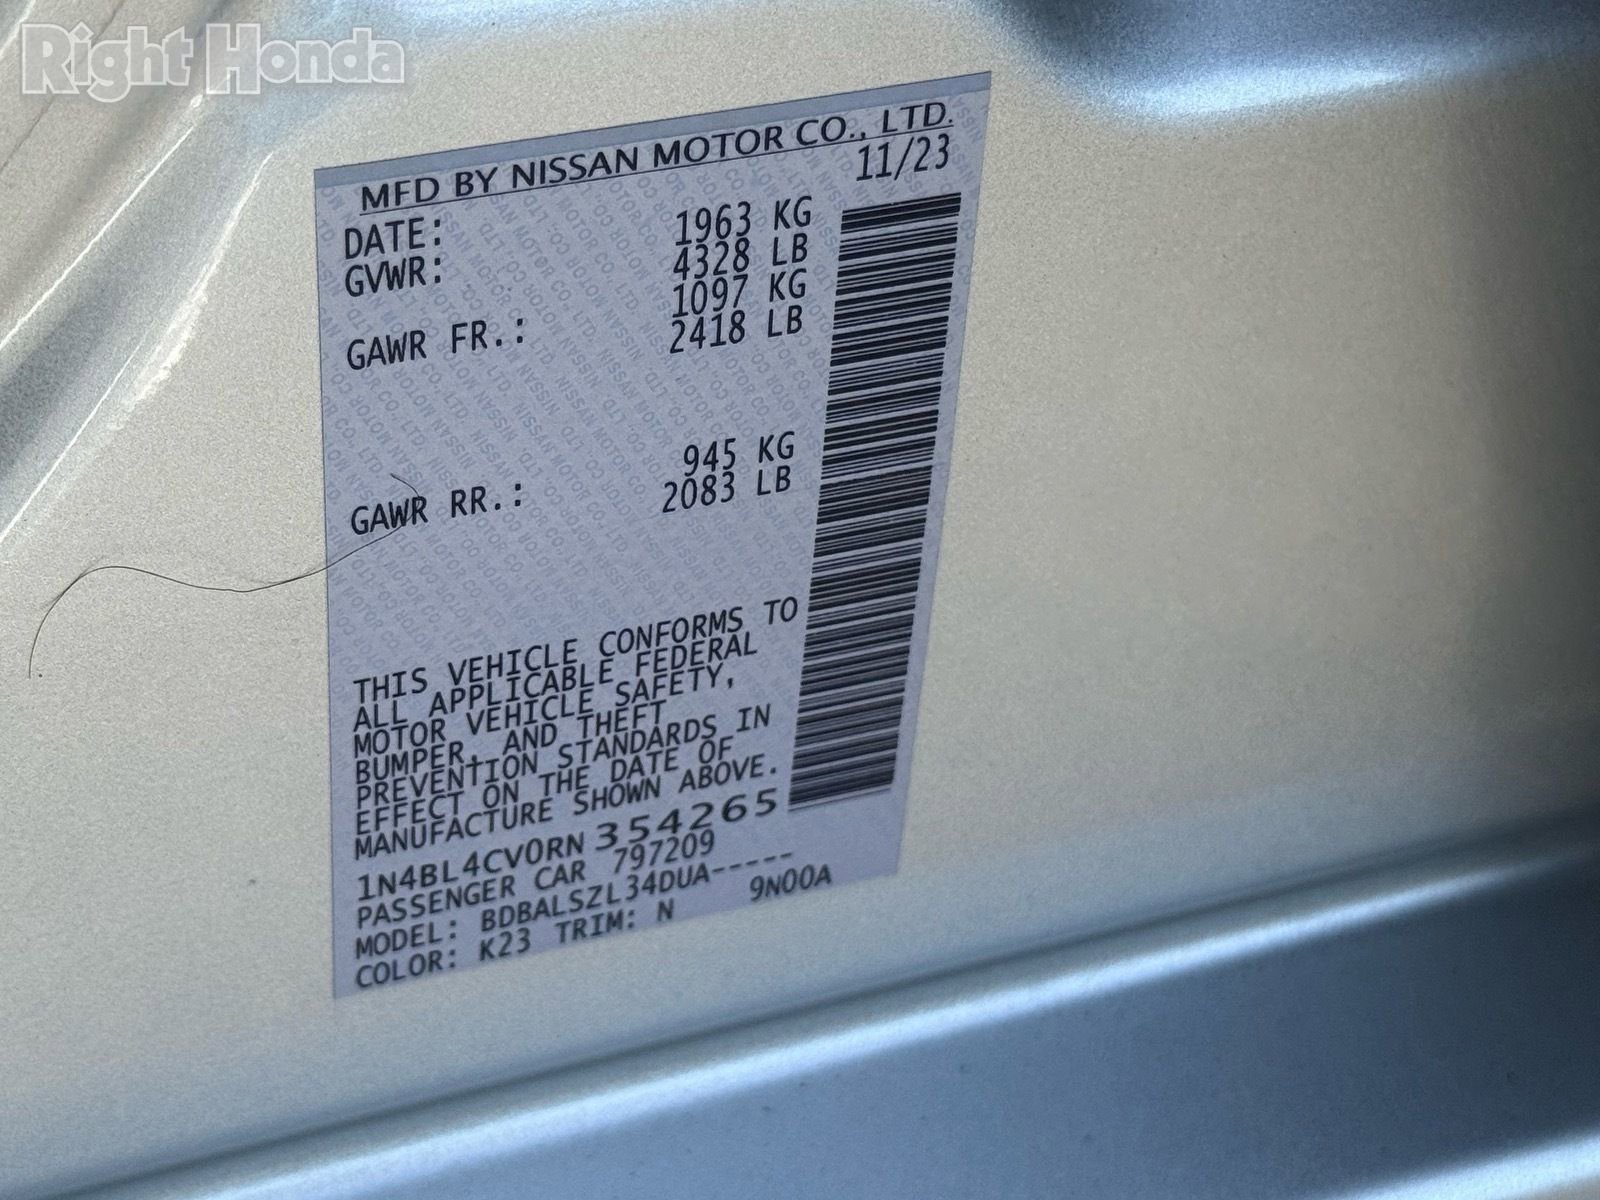 Right Honda
MFD BY NISSAN MOTOR CO., LTD.
DATE: 11/23
GVWR: 1963 KG
4328 LB
GAWR FR.: 1097 KG
2418 LB
GAWR RR.: 945 KG
2083 LB
THIS VEHICLE CONFORMS TO
ALL APPLICABLE FEDERAL
MOTOR VEHICLE SAFETY,
BUMPER, AND THEFT
PREVENTION STANDARDS IN
EFFECT ON THE DATE OF
MANUFACTURE SHOWN ABOVE.
1N4BL4CV0RN354265
PASSENGER CAR 797209
MODEL: BDBALSZL34DUA-----
COLOR: K23 TRIM: N 9N00A